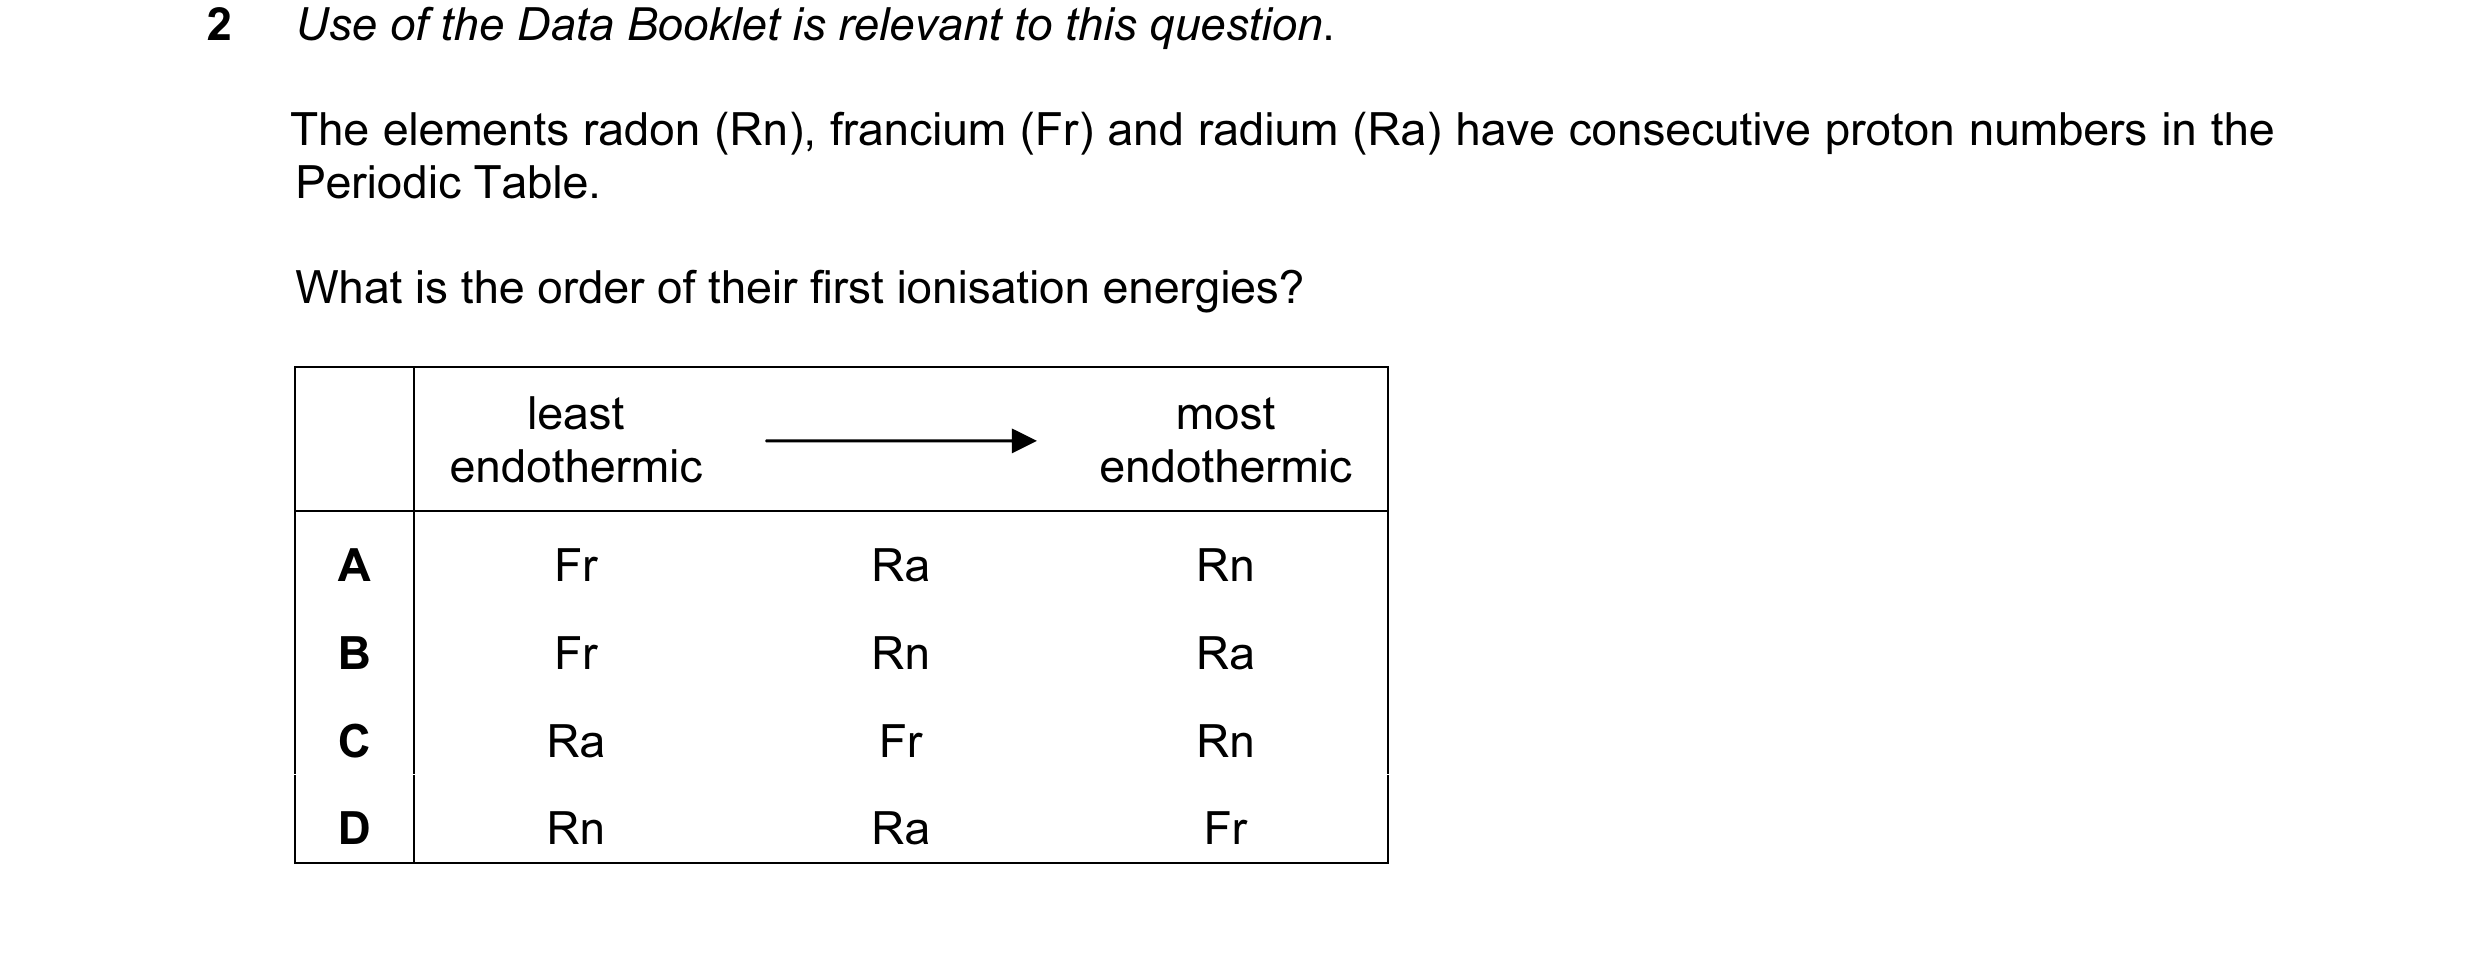 2 Use of the Data Booklet is relevant to this question.
The elements radon (Rn), francium (Fr) and radium (Ra) have consecutive proton numbers in the
Periodic Table.
What is the order of their first ionisation energies?
least endothermic most endothermic
A Fr Ra Rn
B Fr Rn Ra
C Ra Fr Rn
D Rn Ra Fr